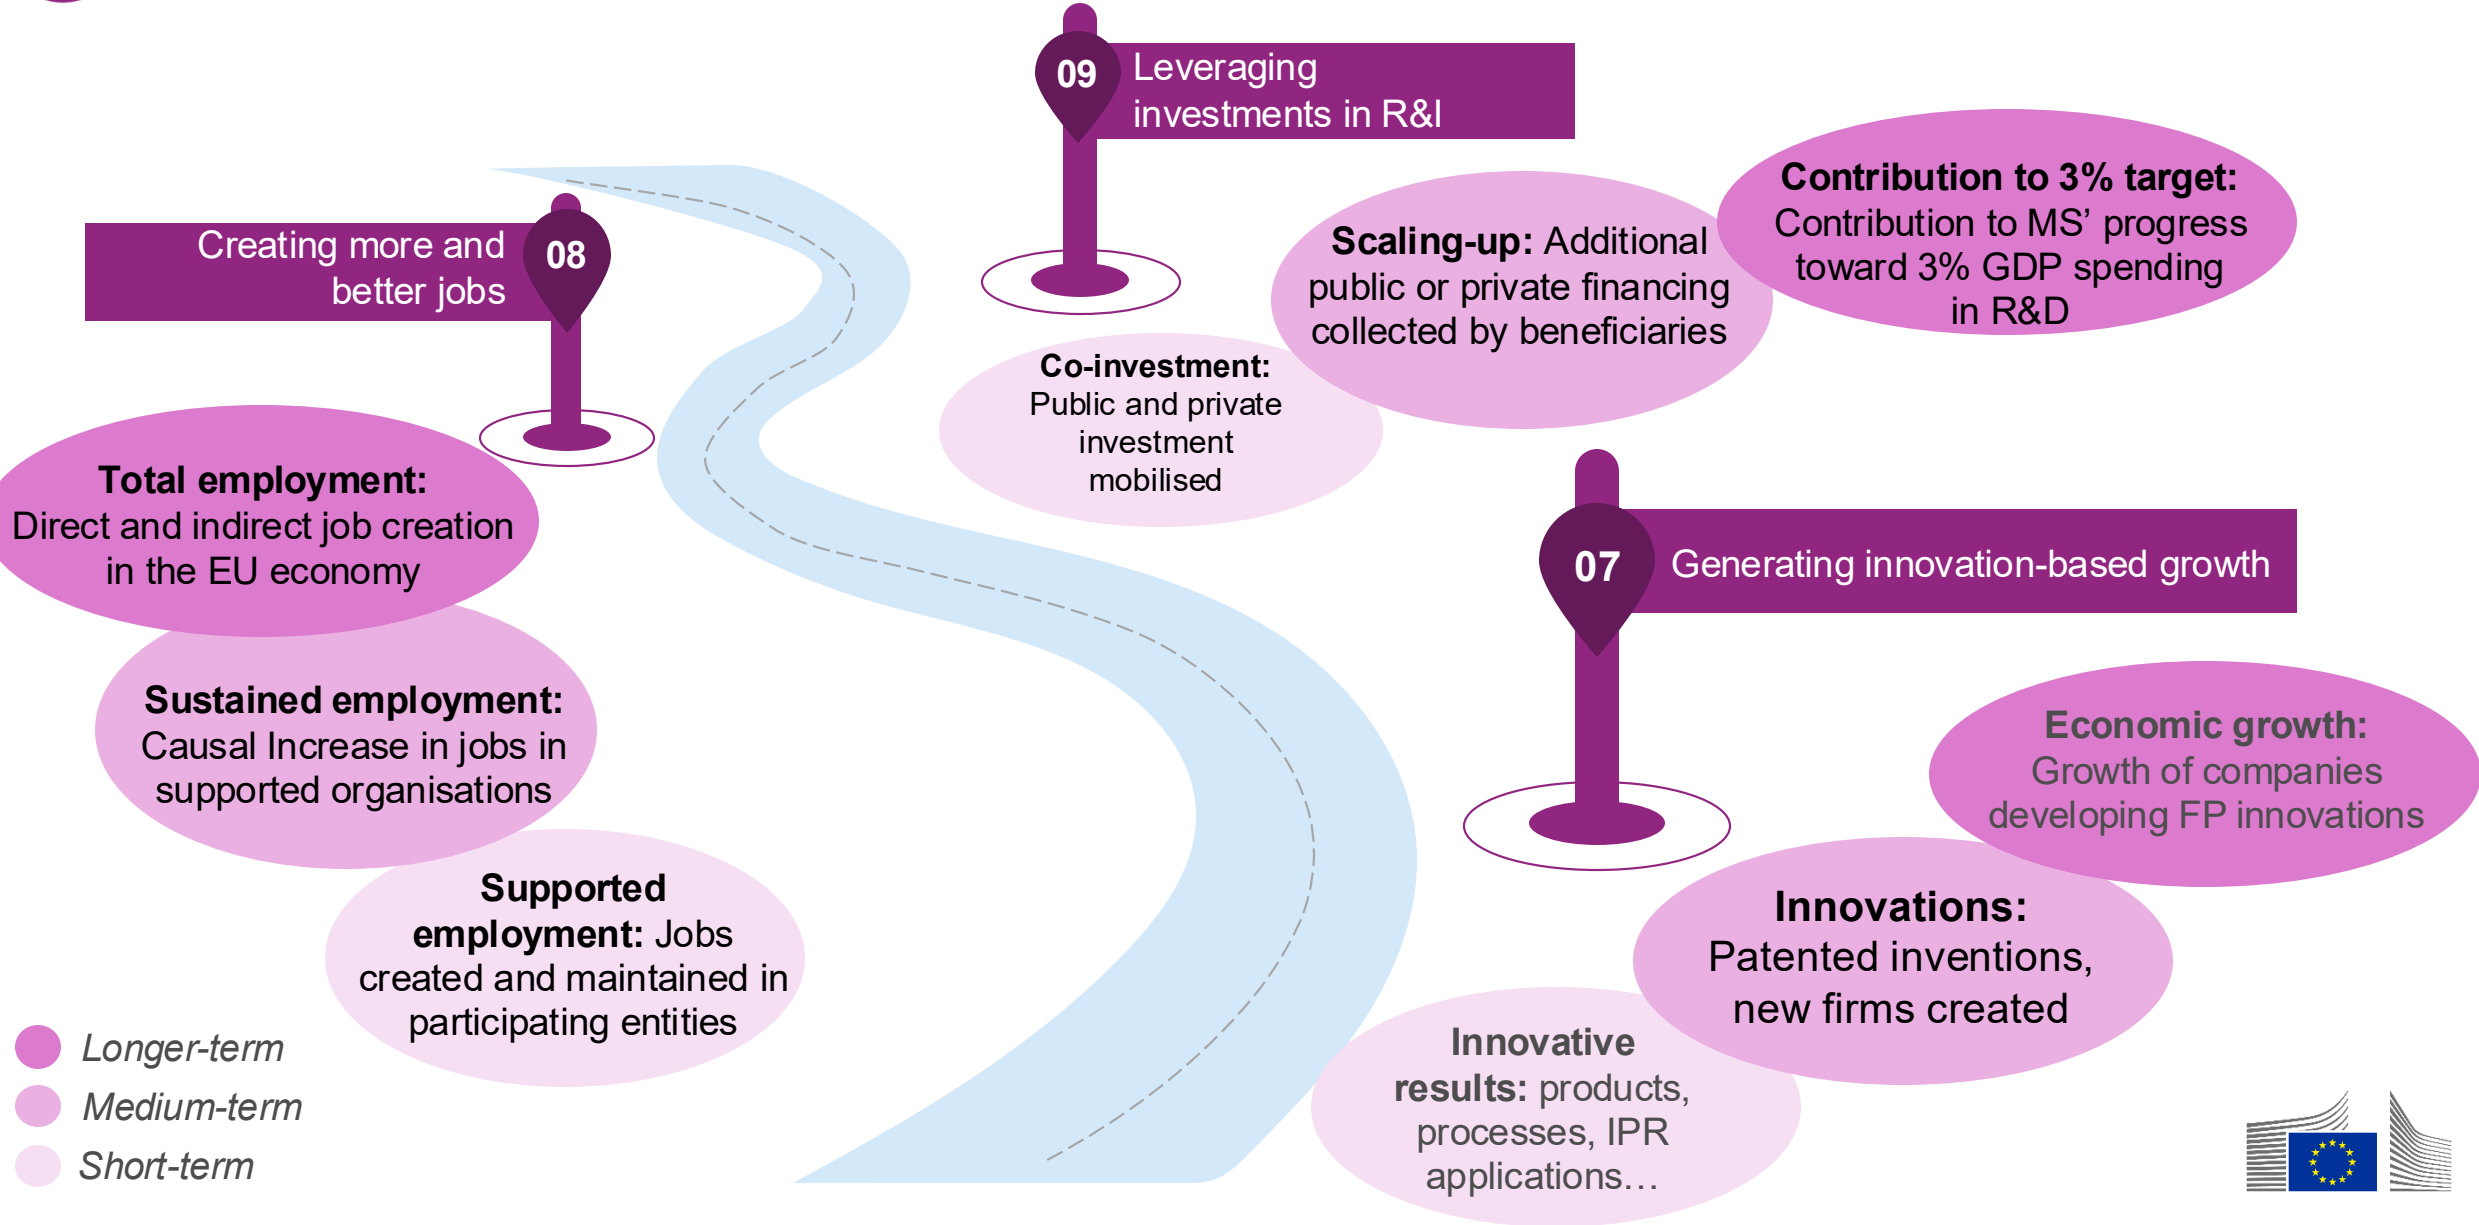 09
Leveraging
investments in R&I
Contribution to 3% target:
Contribution to MS’ progress
toward 3% GDP spending
in R&D
Scaling-up: Additional
public or private financing
collected by beneficiaries
Co-investment:
Public and private
investment
mobilised
Creating more and
better jobs
08
Total employment:
Direct and indirect job creation
in the EU economy
Sustained employment:
Causal Increase in jobs in
supported organisations
Supported
employment: Jobs
created and maintained in
participating entities
07
Generating innovation-based growth
Economic growth:
Growth of companies
developing FP innovations
Innovations:
Patented inventions,
new firms created
Innovative
results: products,
processes, IPR
applications…
Longer-term
Medium-term
Short-term